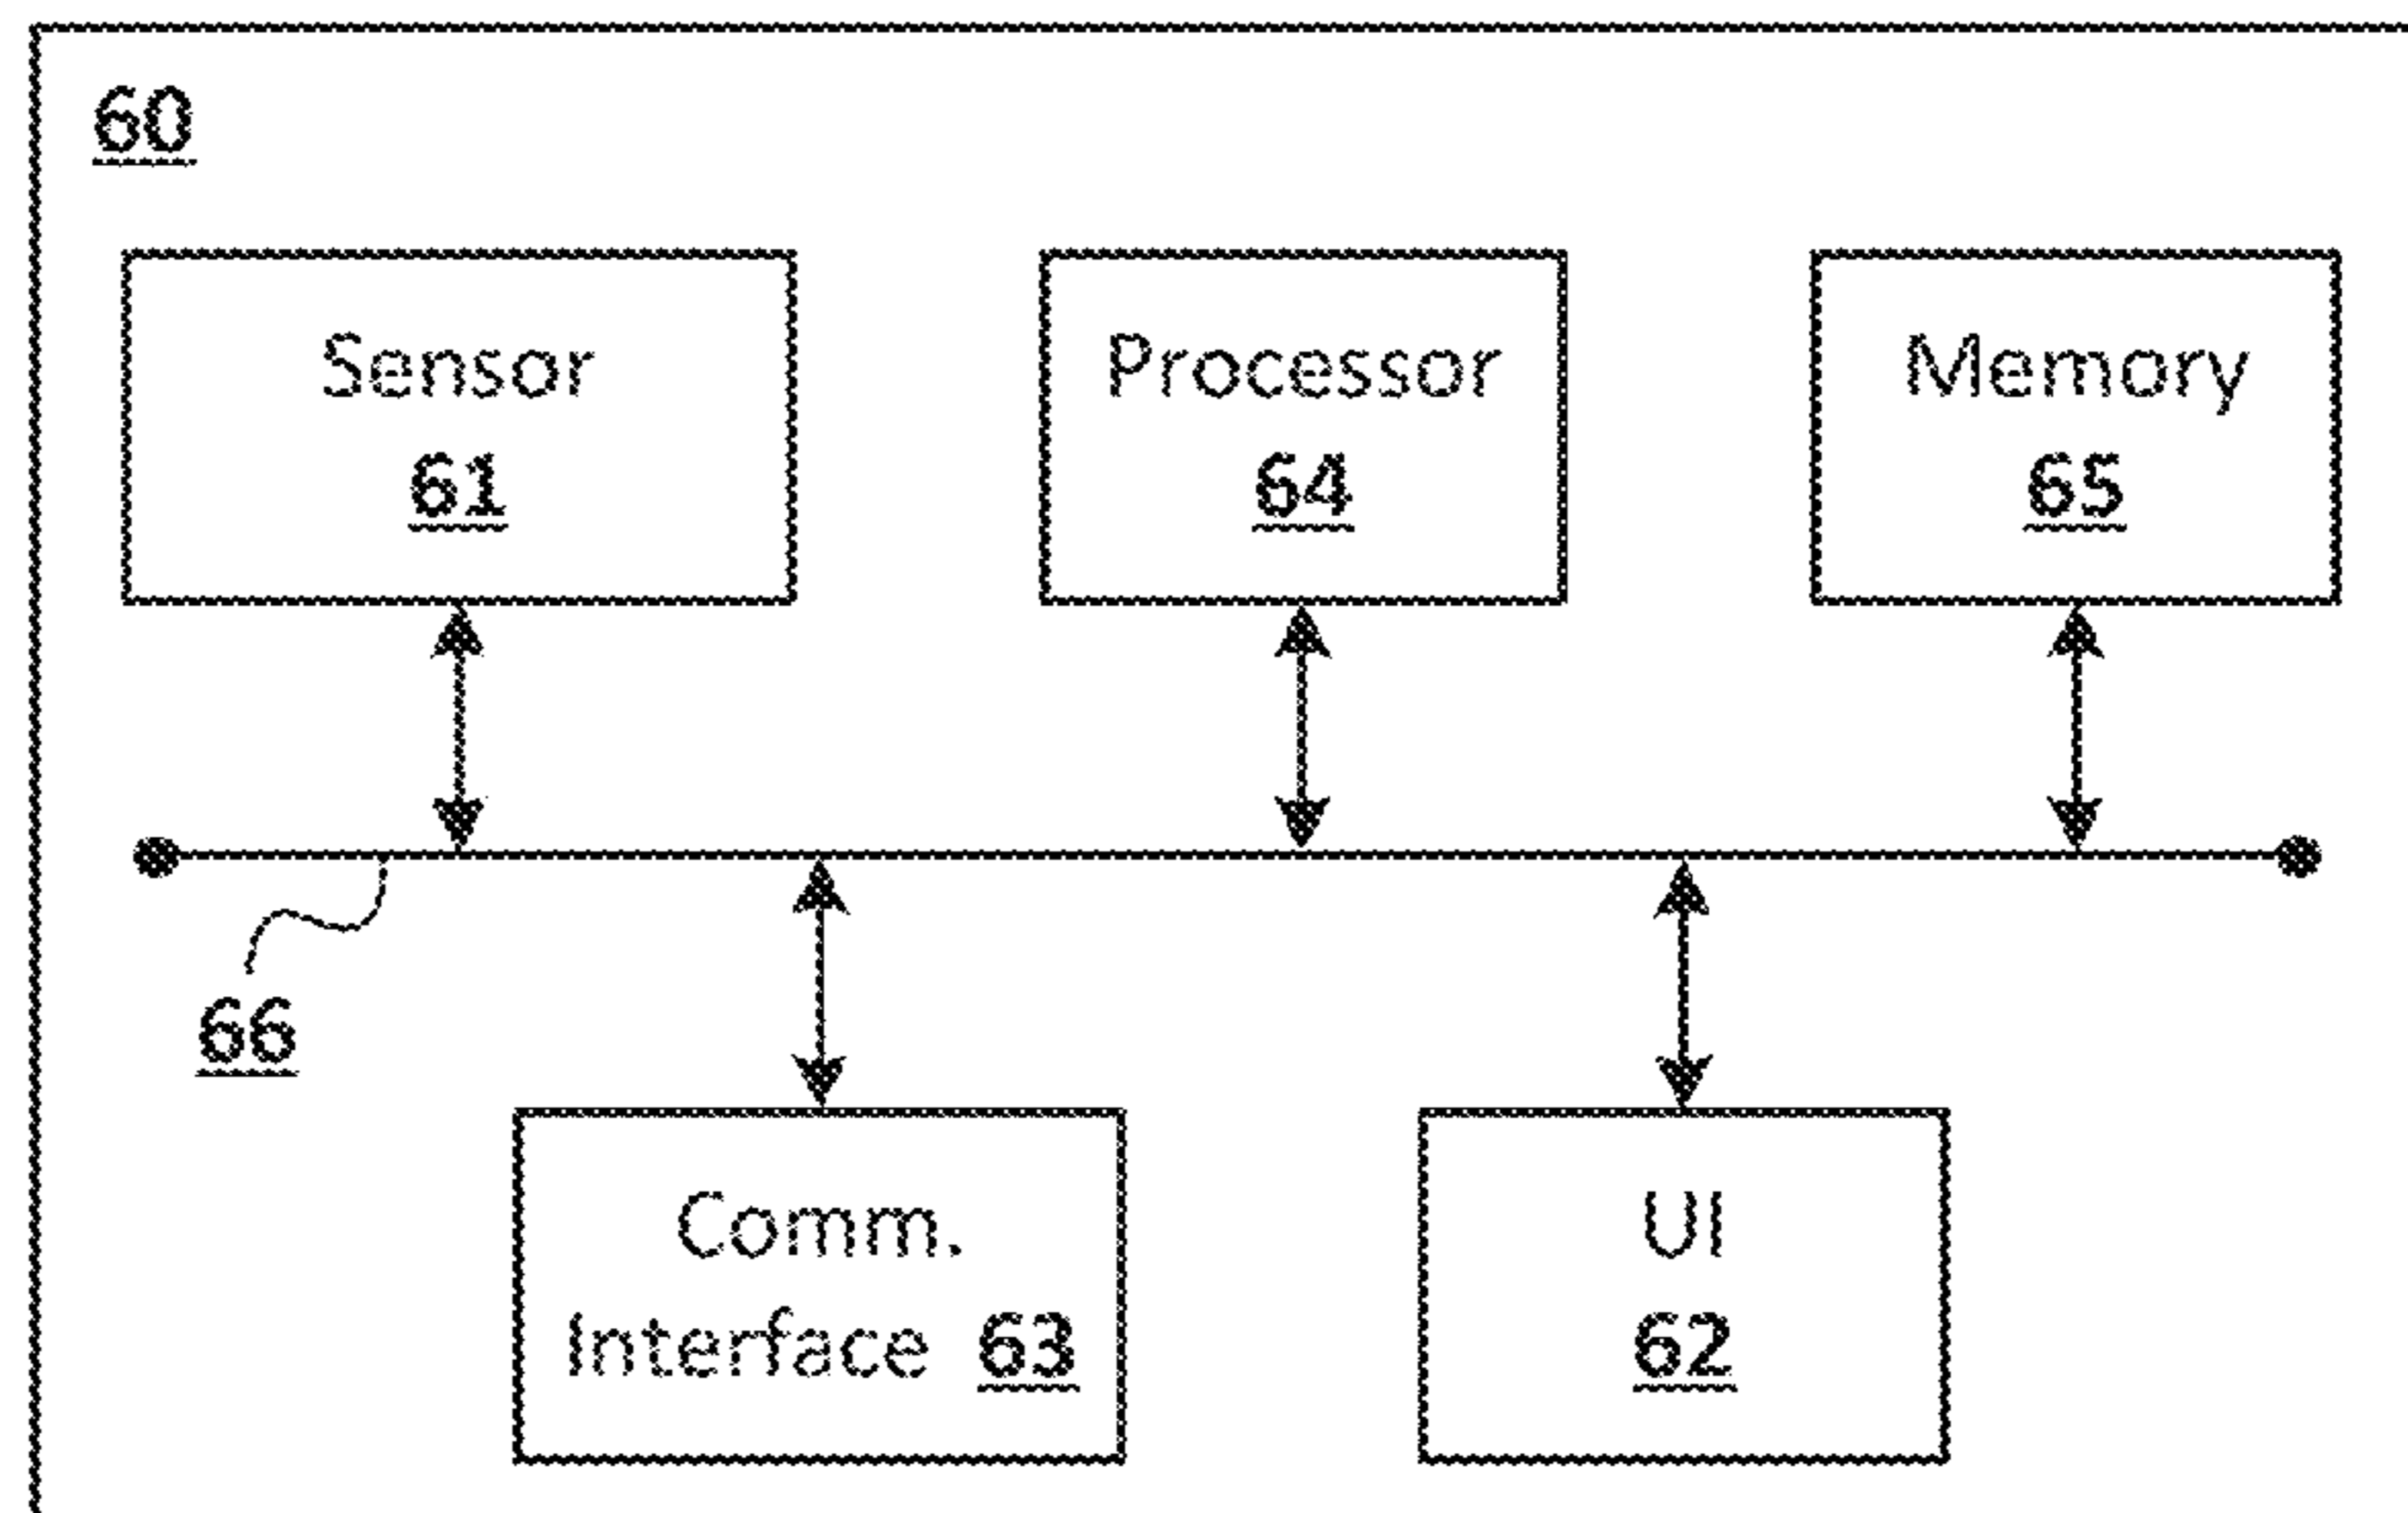 60
Sensor
61
Processor
64
Memory
65
66
Comm.
Interface 63
UI
62